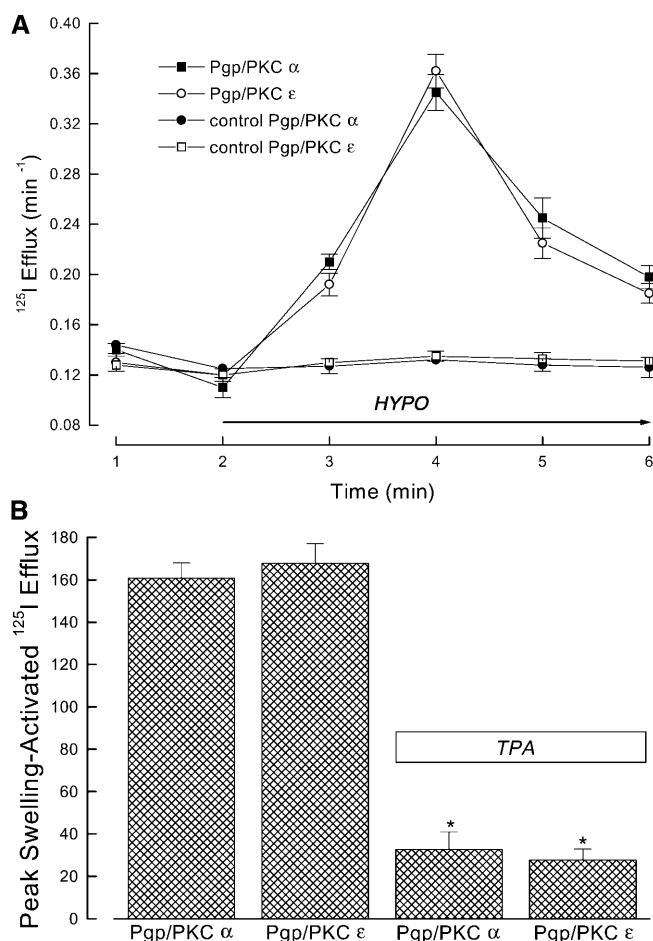 A
Pgp/PKC α
Pgp/PKC ε
control Pgp/PKC α
control Pgp/PKC ε
0.36
0.32
0.28
0.24
0.20
0.16
0.12
0.08
¹²⁵I Efflux (min ⁻¹)
HYPO
1 2 3 4 5 6
Time (min)
B
180
160
140
120
100
80
60
40
20
0
Peak Swelling-Activated ¹²⁵I Efflux
TPA
* *
Pgp/PKC α Pgp/PKC ε Pgp/PKC α Pgp/PKC ε